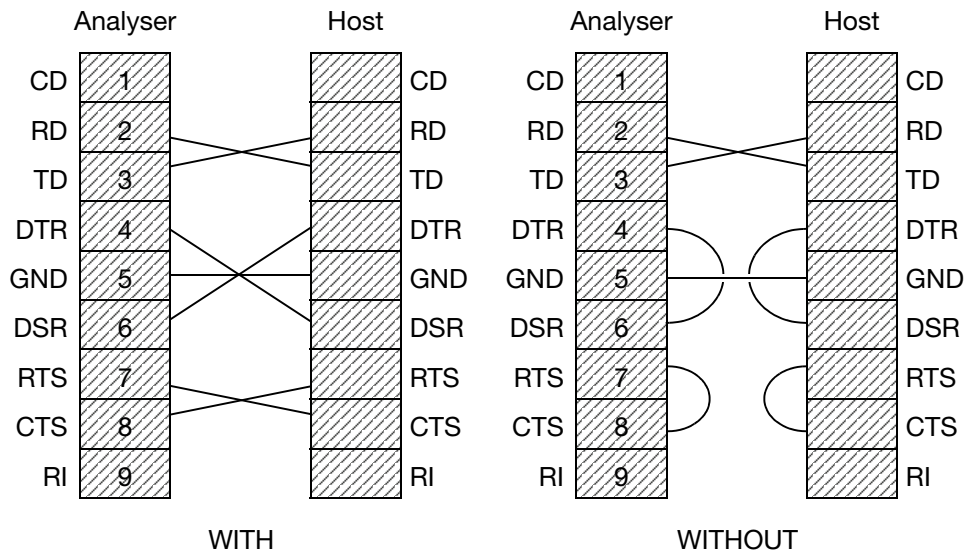 Analyser Host Analyser Host
CD 1 CD CD 1 CD
RD 2 RD RD 2 RD
TD 3 TD TD 3 TD
DTR 4 DTR DTR 4 DTR
GND 5 GND GND 5 GND
DSR 6 DSR DSR 6 DSR
RTS 7 RTS RTS 7 RTS
CTS 8 CTS CTS 8 CTS
RI 9 RI RI 9 RI
WITH WITHOUT